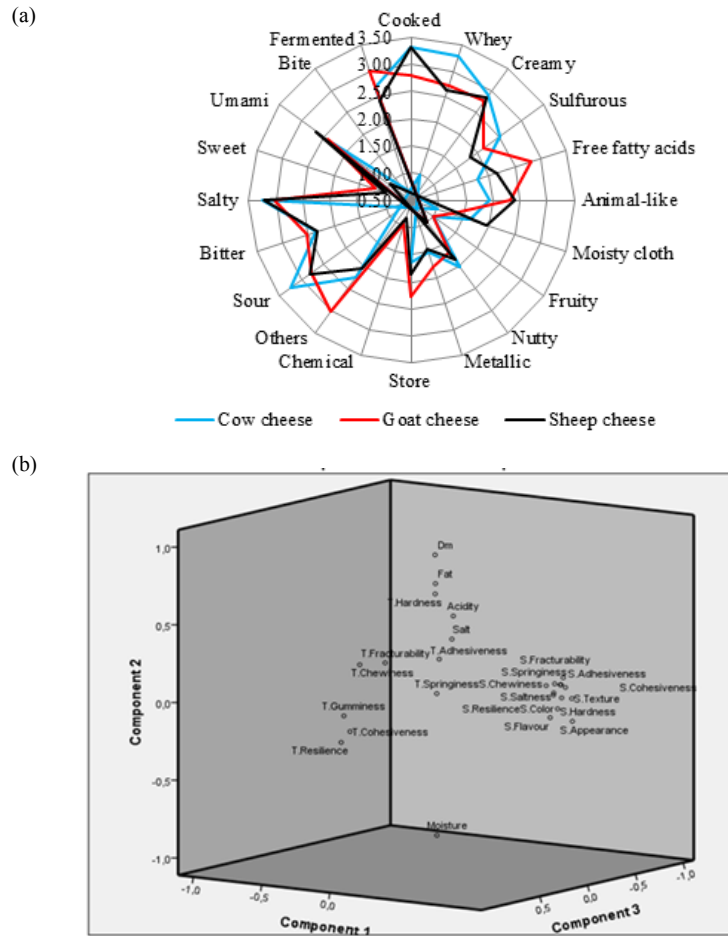 (a)
Cooked
Fermented
Whey
Bite
Creamy
Umami
Sulfurous
Sweet
Free fatty acids
Salty
Animal-like
Bitter
Moisty cloth
Sour
Fruity
Others
Nutty
Chemical
Metallic
Store
3.50
3.00
2.50
2.00
1.50
1.00
0.50
Cow cheese
Goat cheese
Sheep cheese
(b)
Component 2
1,0
0,5
0,0
-0,5
-1,0
Dm
Fat
T.Hardness
Acidity
Salt
T.Fracturability
T.Adhesiveness
T.Chewiness
S.Fracturability
S.Springiness
S.Adhesiveness
T.Springiness
S.Chewiness
S.Cohesiveness
S.Saltness
S.Texture
T.Gumminess
S.Resilience
S.Color
S.Hardness
T.Cohesiveness
S.Flavour
S.Appearance
T.Resilience
Moisture
-1,0
-0,5
0,0
Component 1
0,5
0,0
-0,5
-1,0
Component 3